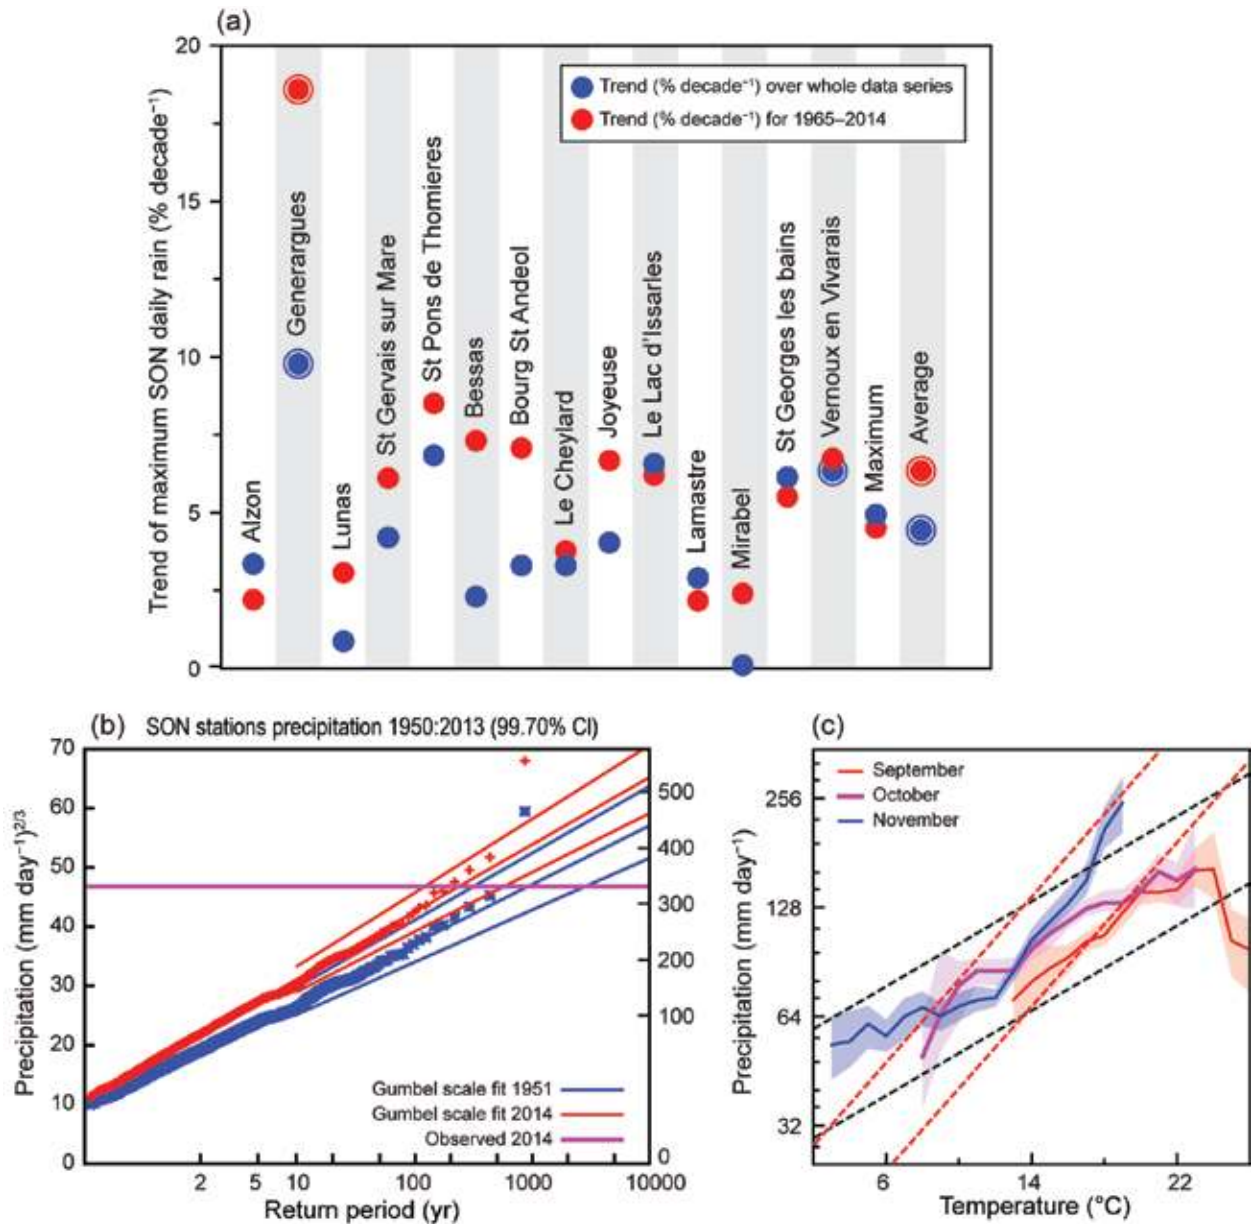 (a)
Trend of maximum SON daily rain (% decade⁻¹)
20
15
10
5
0
Trend (% decade⁻¹) over whole data series
Trend (% decade⁻¹) for 1965–2014
Alzon
Generargues
Lunas
St Gervais sur Mare
St Pons de Thomieres
Bessas
Bourg St Andeol
Le Cheylard
Joyeuse
Le Lac d'Issarles
Lamastre
Mirabel
St Georges les bains
Vernoux en Vivarais
Maximum
Average
(b) SON stations precipitation 1950:2013 (99.70% CI)
Precipitation (mm day⁻¹)²/³
70
60
50
40
30
20
10
0
500
400
300
200
100
0
Gumbel scale fit 1951
Gumbel scale fit 2014
Observed 2014
2 5 10 100 1000 10000
Return period (yr)
(c)
Precipitation (mm day⁻¹)
256
128
64
32
September
October
November
6 14 22
Temperature (°C)